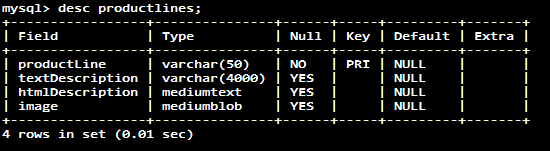 mysql> desc productlines;
+-----------------+---------------+------+-----+---------+-------+
| Field           | Type          | Null | Key | Default | Extra |
+-----------------+---------------+------+-----+---------+-------+
| productLine     | varchar(50)   | NO   | PRI | NULL    |       |
| textDescription | varchar(4000) | YES  |     | NULL    |       |
| htmlDescription | mediumtext    | YES  |     | NULL    |       |
| image           | mediumblob    | YES  |     | NULL    |       |
+-----------------+---------------+------+-----+---------+-------+
4 rows in set (0.01 sec)